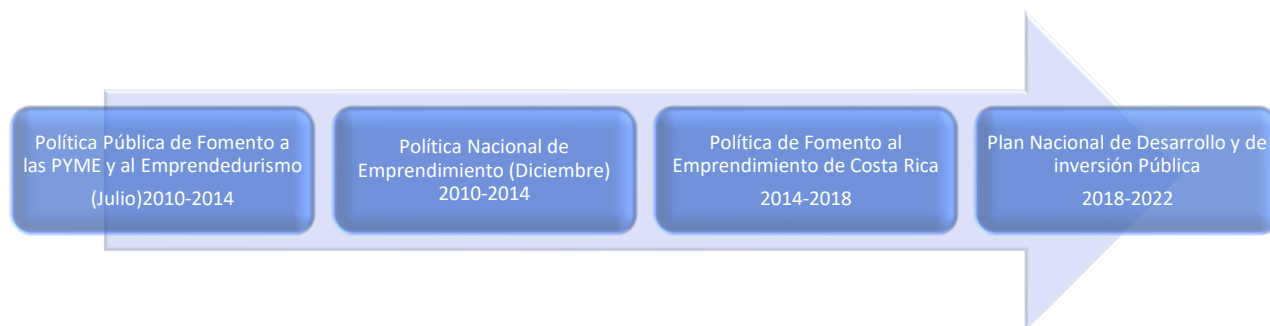 Política Pública de Fomento a
las PYME y al Emprendedurismo
(Julio)2010-2014
Política Nacional de
Emprendimiento (Diciembre)
2010-2014
Política de Fomento al
Emprendimiento de Costa Rica
2014-2018
Plan Nacional de Desarrollo y de
inversión Pública
2018-2022